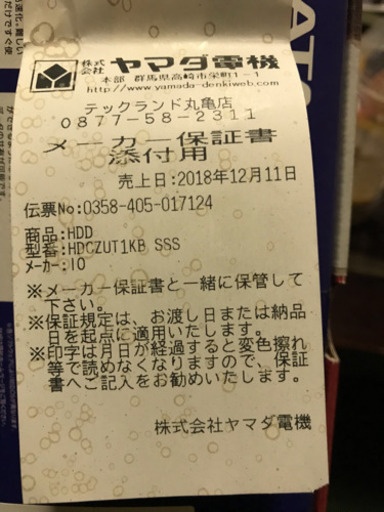 株式会社 ヤマダ電機
本部 群馬県高崎市栄町1-1
http://www.yamada-denkiweb.com
テックランド丸亀店
0877-58-2311
メーカー保証書
添付用
売上日:2018年12月11日
伝票No:0358-405-017124
商品:HDD
型番:HDCZUT1KB SSS
メーカー:IO
※メーカー保証書と一緒に保管して
下さい。
※保証規定は、お渡し日または納品
日を起点に適用いたします。
※印字は月日が経過すると変色擦れ
等で読めなくなりますので、保証
書へご記入をお勧めいたします。
株式会社ヤマダ電機